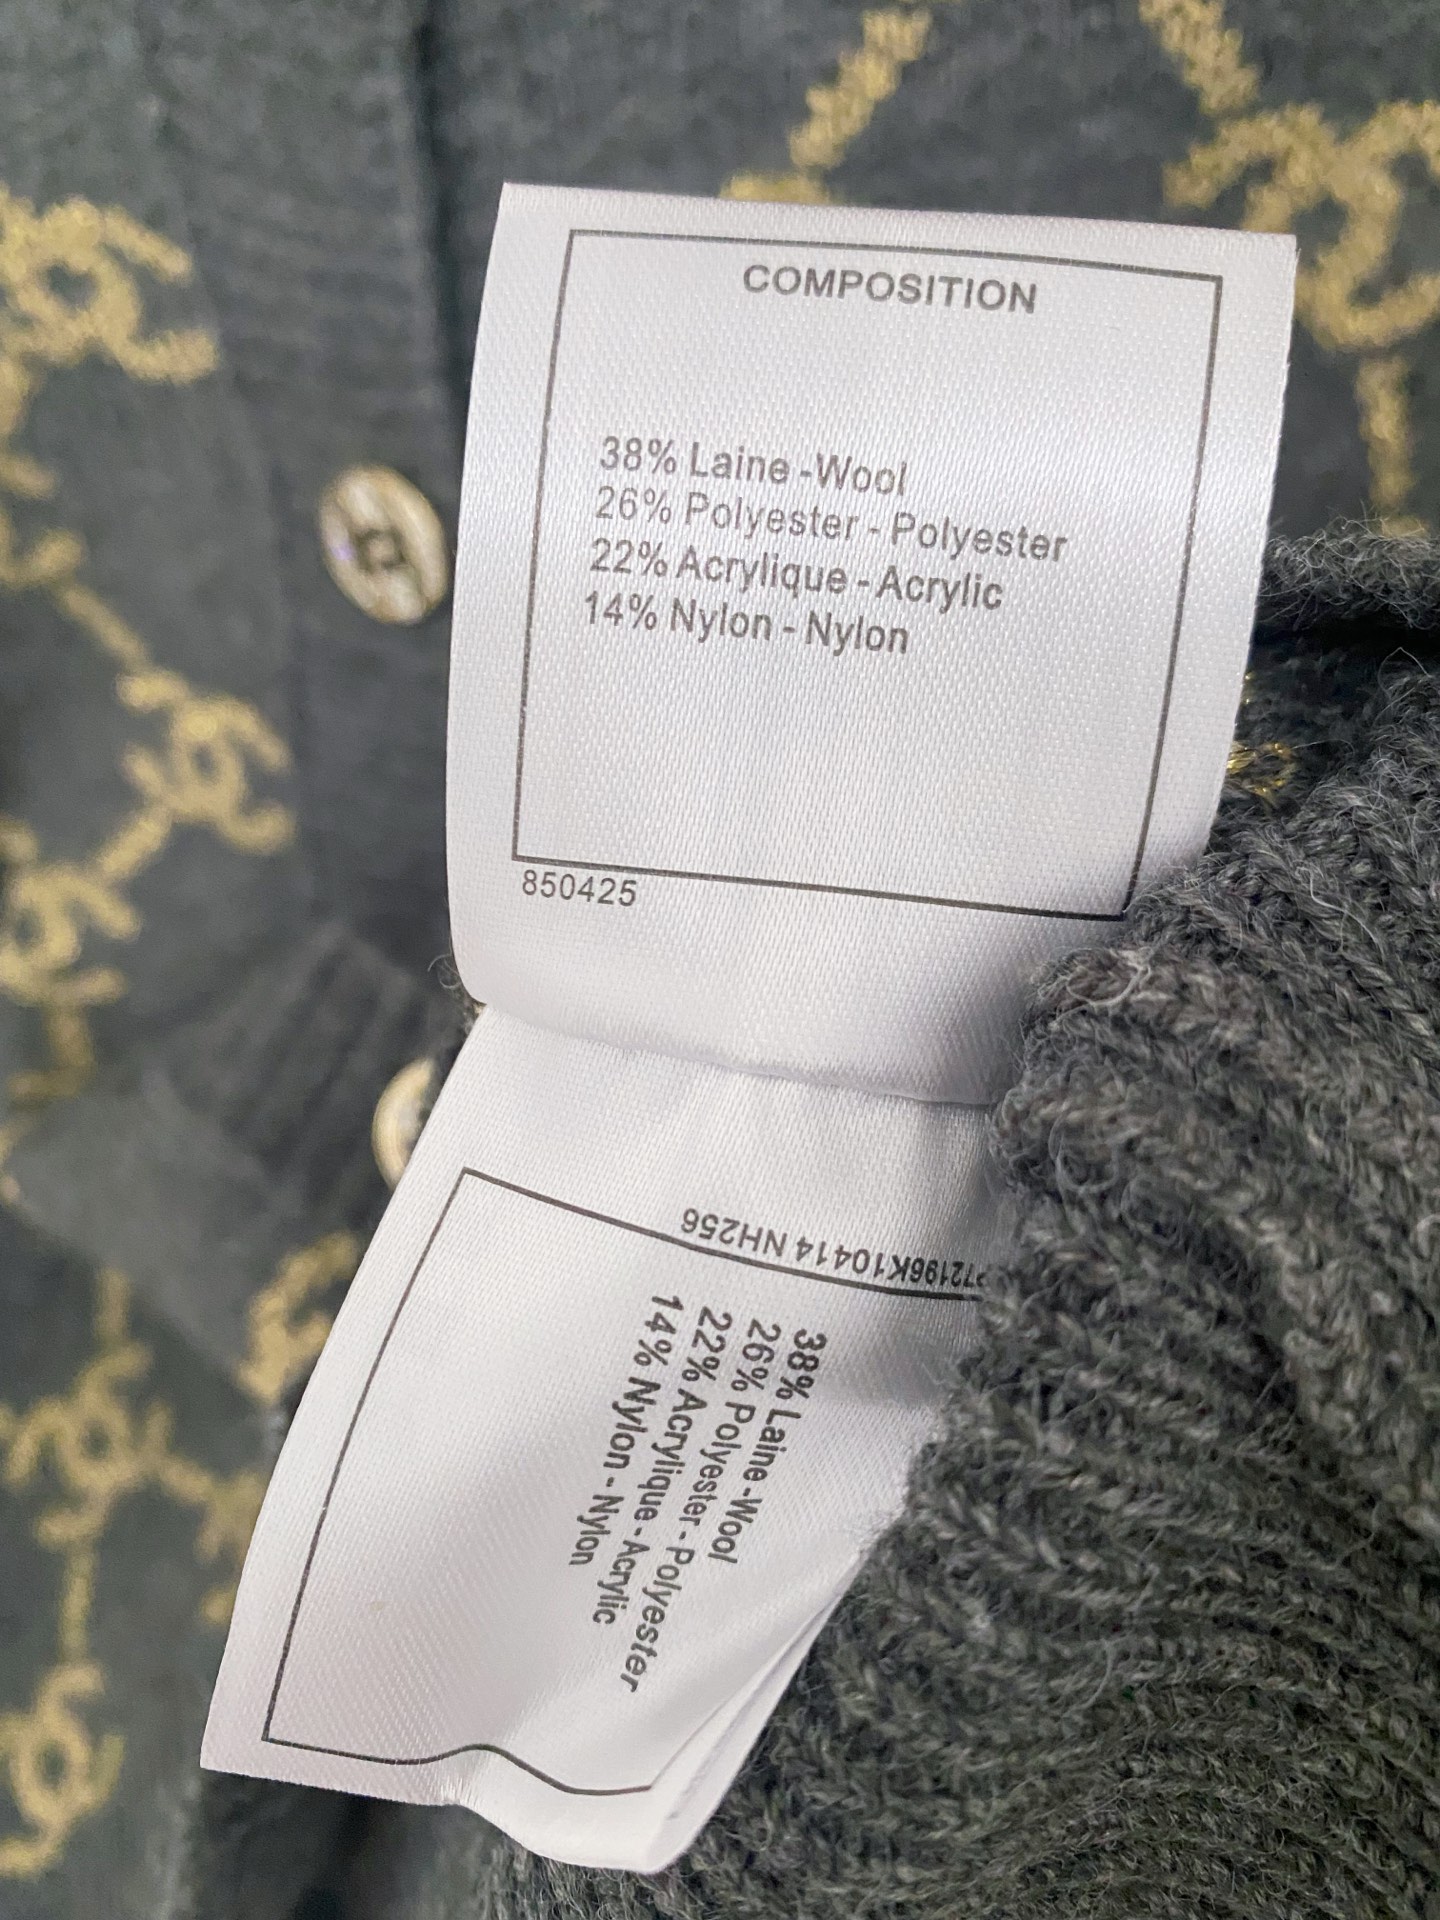 COMPOSITION
38% Laine -Wool
26% Polyester - Polyester
22% Acrylique - Acrylic
14% Nylon - Nylon
850425
P72196K10414 NH256
38% Laine -Wool
26% Polyester - Polyester
22% Acrylique - Acrylic
14% Nylon - Nylon